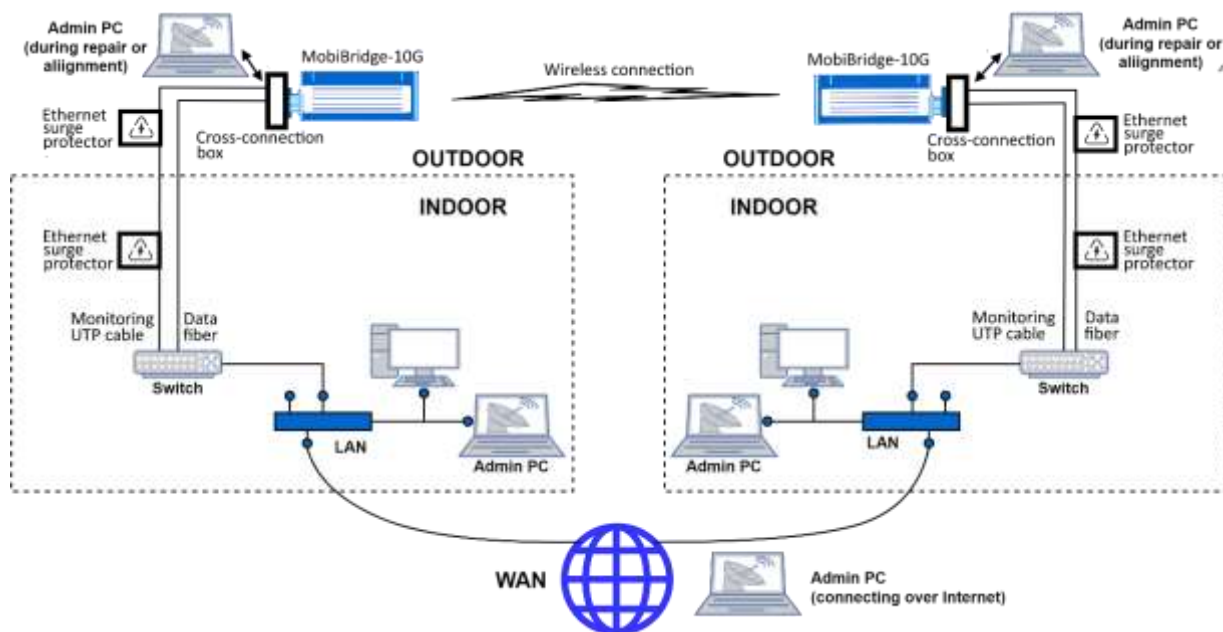 Admin PC
(during repair or
aliignment)
MobiBridge-10G
Wireless connection
MobiBridge-10G
Admin PC
(during repair or
aliignment)
Ethernet
surge
protector
Cross-connection
box
OUTDOOR
OUTDOOR
Cross-connection
box
Ethernet
surge
protector
INDOOR
INDOOR
Ethernet
surge
protector
Ethernet
surge
protector
Monitoring
UTP cable
Data
fiber
Monitoring
UTP cable
Data
fiber
Switch
Switch
LAN
Admin PC
Admin PC
LAN
WAN
Admin PC
(connecting over Internet)